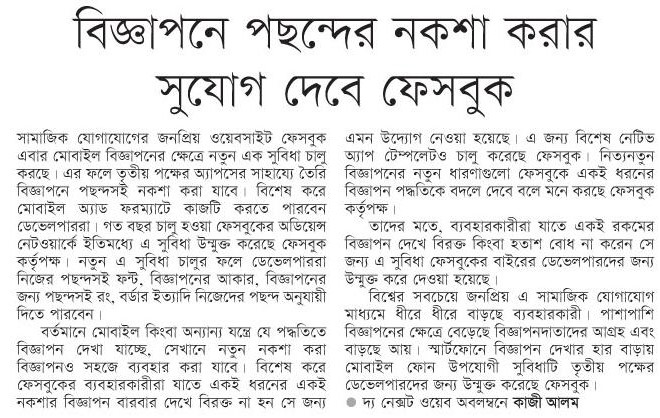 বিজ্ঞাপনে পছন্দের নকশা করার
সুযোগ দেবে ফেসবুক
সামাজিক যোগাযোগের জনপ্রিয় ওয়েবসাইট ফেসবুক
এবার মোবাইল বিজ্ঞাপনের ক্ষেত্রে নতুন এক সুবিধা চালু
করছে। এর ফলে তৃতীয় পক্ষের অ্যাপসের সাহায্যে তৈরি
বিজ্ঞাপনে পছন্দসই নকশা করা যাবে। বিশেষ করে
মোবাইল অ্যাড ফরম্যাটে কাজটি করতে পারবেন
ডেভেলপাররা। গত বছর চালু হওয়া ফেসবুকের অডিয়েন্স
নেটওয়ার্কে ইতিমধ্যে এ সুবিধা উন্মুক্ত করেছে ফেসবুক
কর্তৃপক্ষ। নতুন এ সুবিধা চালুর ফলে ডেভেলপাররা
নিজের পছন্দসই ফন্ট, বিজ্ঞাপনের আকার, বিজ্ঞাপনের
জন্য পছন্দসই রং, বর্ডার ইত্যাদি নিজেদের পছন্দ অনুযায়ী
দিতে পারবেন।
বর্তমানে মোবাইল কিংবা অন্যান্য যন্ত্রে যে পদ্ধতিতে
বিজ্ঞাপন দেখা যাচ্ছে, সেখানে নতুন নকশা করা
বিজ্ঞাপনও সহজে ব্যবহার করা যাবে। বিশেষ করে
ফেসবুকের ব্যবহারকারীরা যাতে একই ধরনের একই
নকশার বিজ্ঞাপন বারবার দেখে বিরক্ত না হন সে জন্য
এমন উদ্যোগ নেওয়া হয়েছে। এ জন্য বিশেষ নেটিভ
অ্যাপ টেম্পলেটও চালু করেছে ফেসবুক। নিত্যনতুন
বিজ্ঞাপনের নতুন ধারণাগুলো ফেসবুকে একই ধরনের
বিজ্ঞাপন পদ্ধতিকে বদলে দেবে বলে মনে করছে ফেসবুক
কর্তৃপক্ষ।
তাদের মতে, ব্যবহারকারীরা যাতে একই রকমের
বিজ্ঞাপন দেখে বিরক্ত কিংবা হতাশ বোধ না করেন সে
জন্য এ সুবিধা ফেসবুকের বাইরের ডেভেলপারদের জন্য
উন্মুক্ত করে দেওয়া হয়েছে।
বিশ্বের সবচেয়ে জনপ্রিয় এ সামাজিক যোগাযোগ
মাধ্যমে ধীরে ধীরে বাড়ছে ব্যবহারকারী। পাশাপাশি
বিজ্ঞাপনের ক্ষেত্রে বেড়েছে বিজ্ঞাপনদাতাদের আগ্রহ এবং
বাড়ছে আয়। স্মার্টফোনে বিজ্ঞাপন দেখার হার বাড়ায়
মোবাইল ফোন উপযোগী সুবিধাটি তৃতীয় পক্ষের
ডেভেলপারদের জন্য উন্মুক্ত করেছে ফেসবুক।
● দ্য নেক্সট ওয়েব অবলম্বনে কাজী আলম